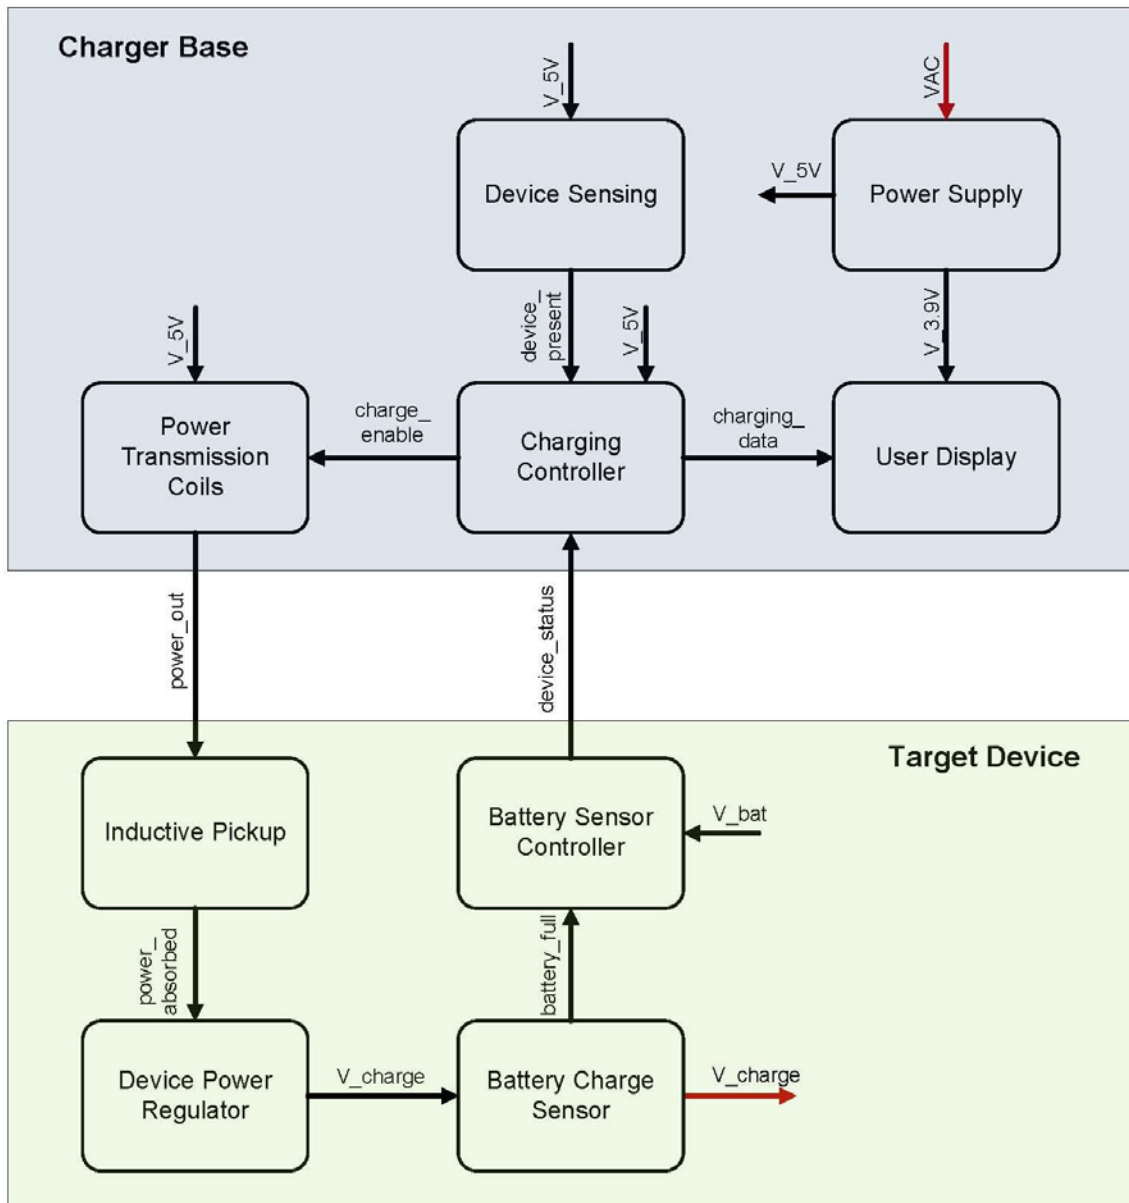 Charger Base
V_5V
VAC
Device Sensing
V_5V
Power Supply
V_5V
device_
present
V_5V
V_3.9V
Power
Transmission
Coils
charge_
enable
Charging
Controller
charging_
data
User Display
power_out
device_status
Target Device
Inductive Pickup
Battery Sensor
Controller
V_bat
power_
absorbed
battery_full
Device Power
Regulator
V_charge
Battery Charge
Sensor
V_charge